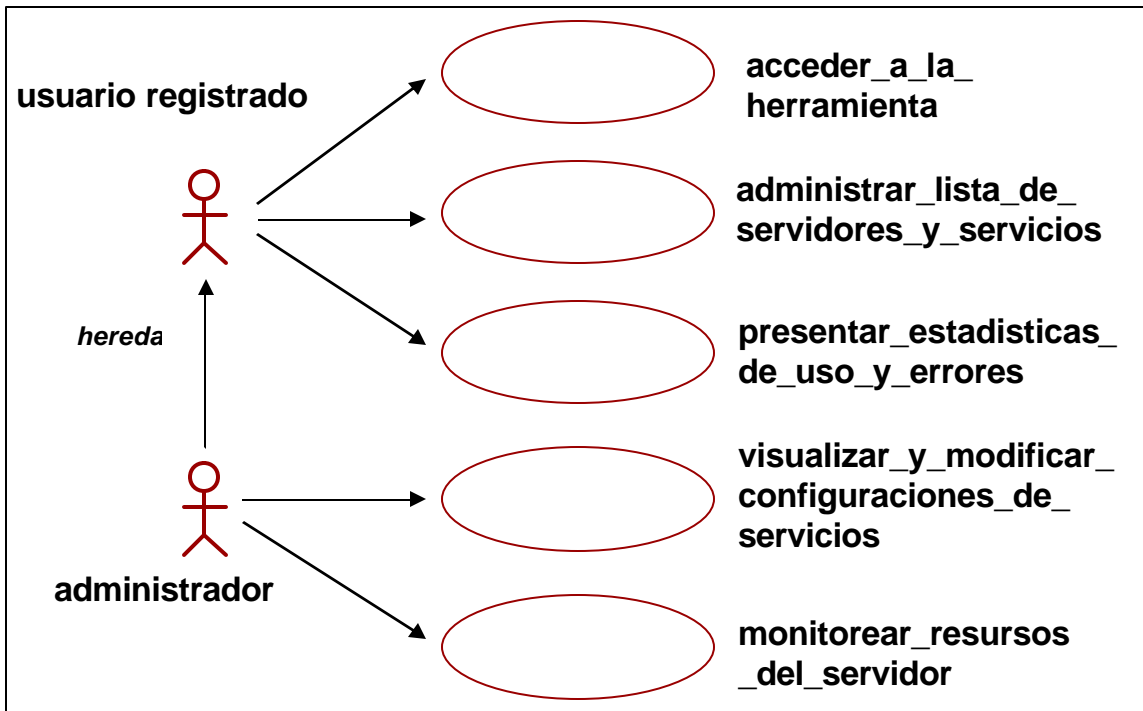 usuario registrado
acceder_a_la_
herramienta
administrar_lista_de_
servidores_y_servicios
hereda
presentar_estadisticas_
de_uso_y_errores
visualizar_y_modificar_
configuraciones_de_
servicios
administrador
monitorear_resursos
_del_servidor